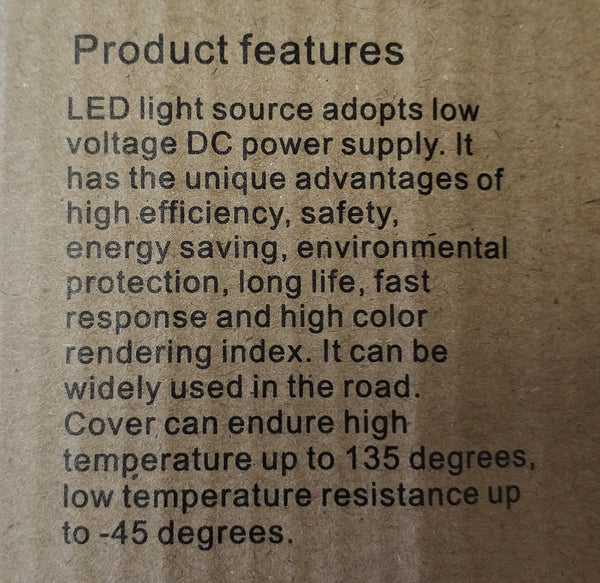 Product features
LED light source adopts low
voltage DC power supply. It
has the unique advantages of
high efficiency, safety,
energy saving, environmental
protection, long life, fast
response and high color
rendering index. It can be
widely used in the road.
Cover can endure high
temperature up to 135 degrees,
low temperature resistance up
to -45 degrees.